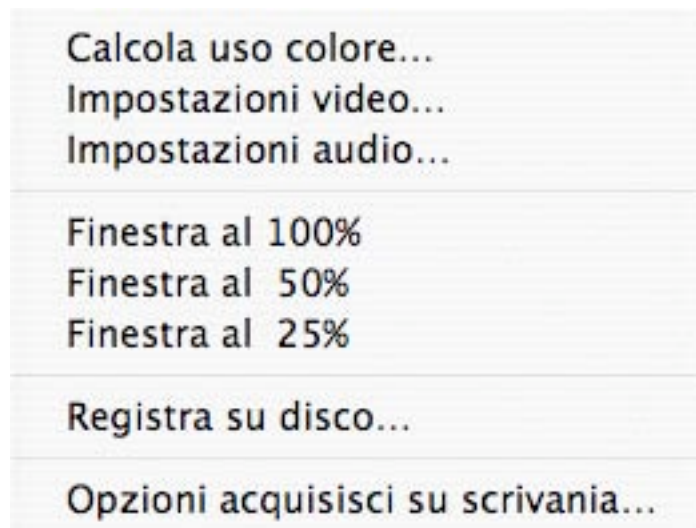 Calcola uso colore...
Impostazioni video...
Impostazioni audio...
Finestra al 100%
Finestra al  50%
Finestra al  25%
Registra su disco...
Opzioni acquisisci su scrivania...